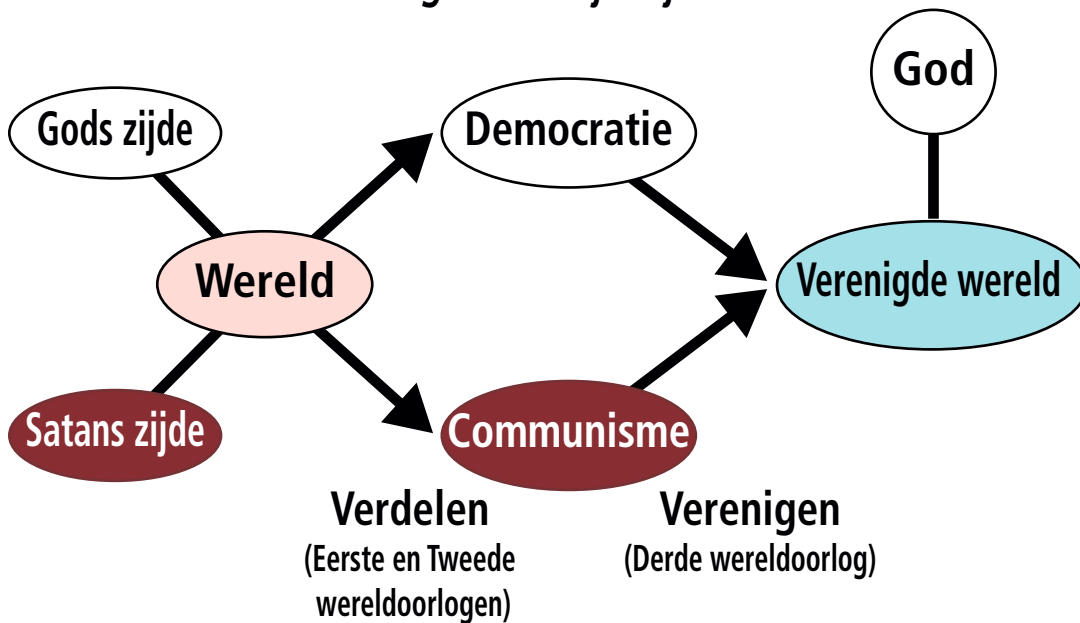 God
Gods zijde
Democratie
Wereld
Verenigde wereld
Satans zijde
Communisme
Verdelen
(Eerste en Tweede
wereldoorlogen)
Verenigen
(Derde wereldoorlog)